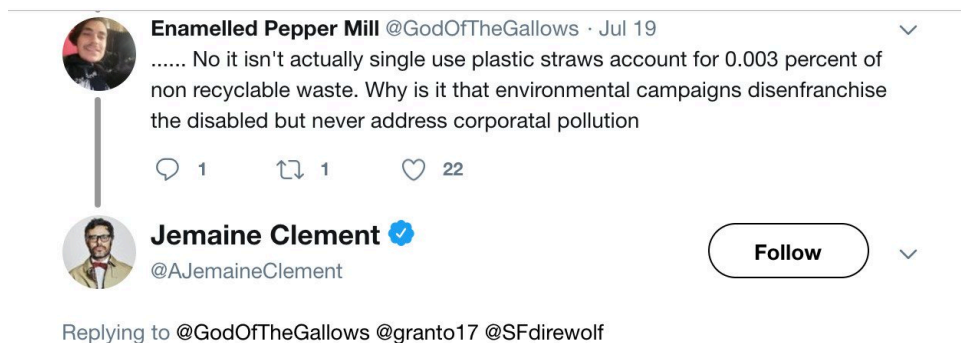 Enamelled Pepper Mill @GodOfTheGallows · Jul 19
...... No it isn't actually single use plastic straws account for 0.003 percent of
non recyclable waste. Why is it that environmental campaigns disenfranchise
the disabled but never address corporatal pollution
1 1 22
Jemaine Clement
Follow
@AJemaineClement
Replying to @GodOfTheGallows @granto17 @SFdirewolf